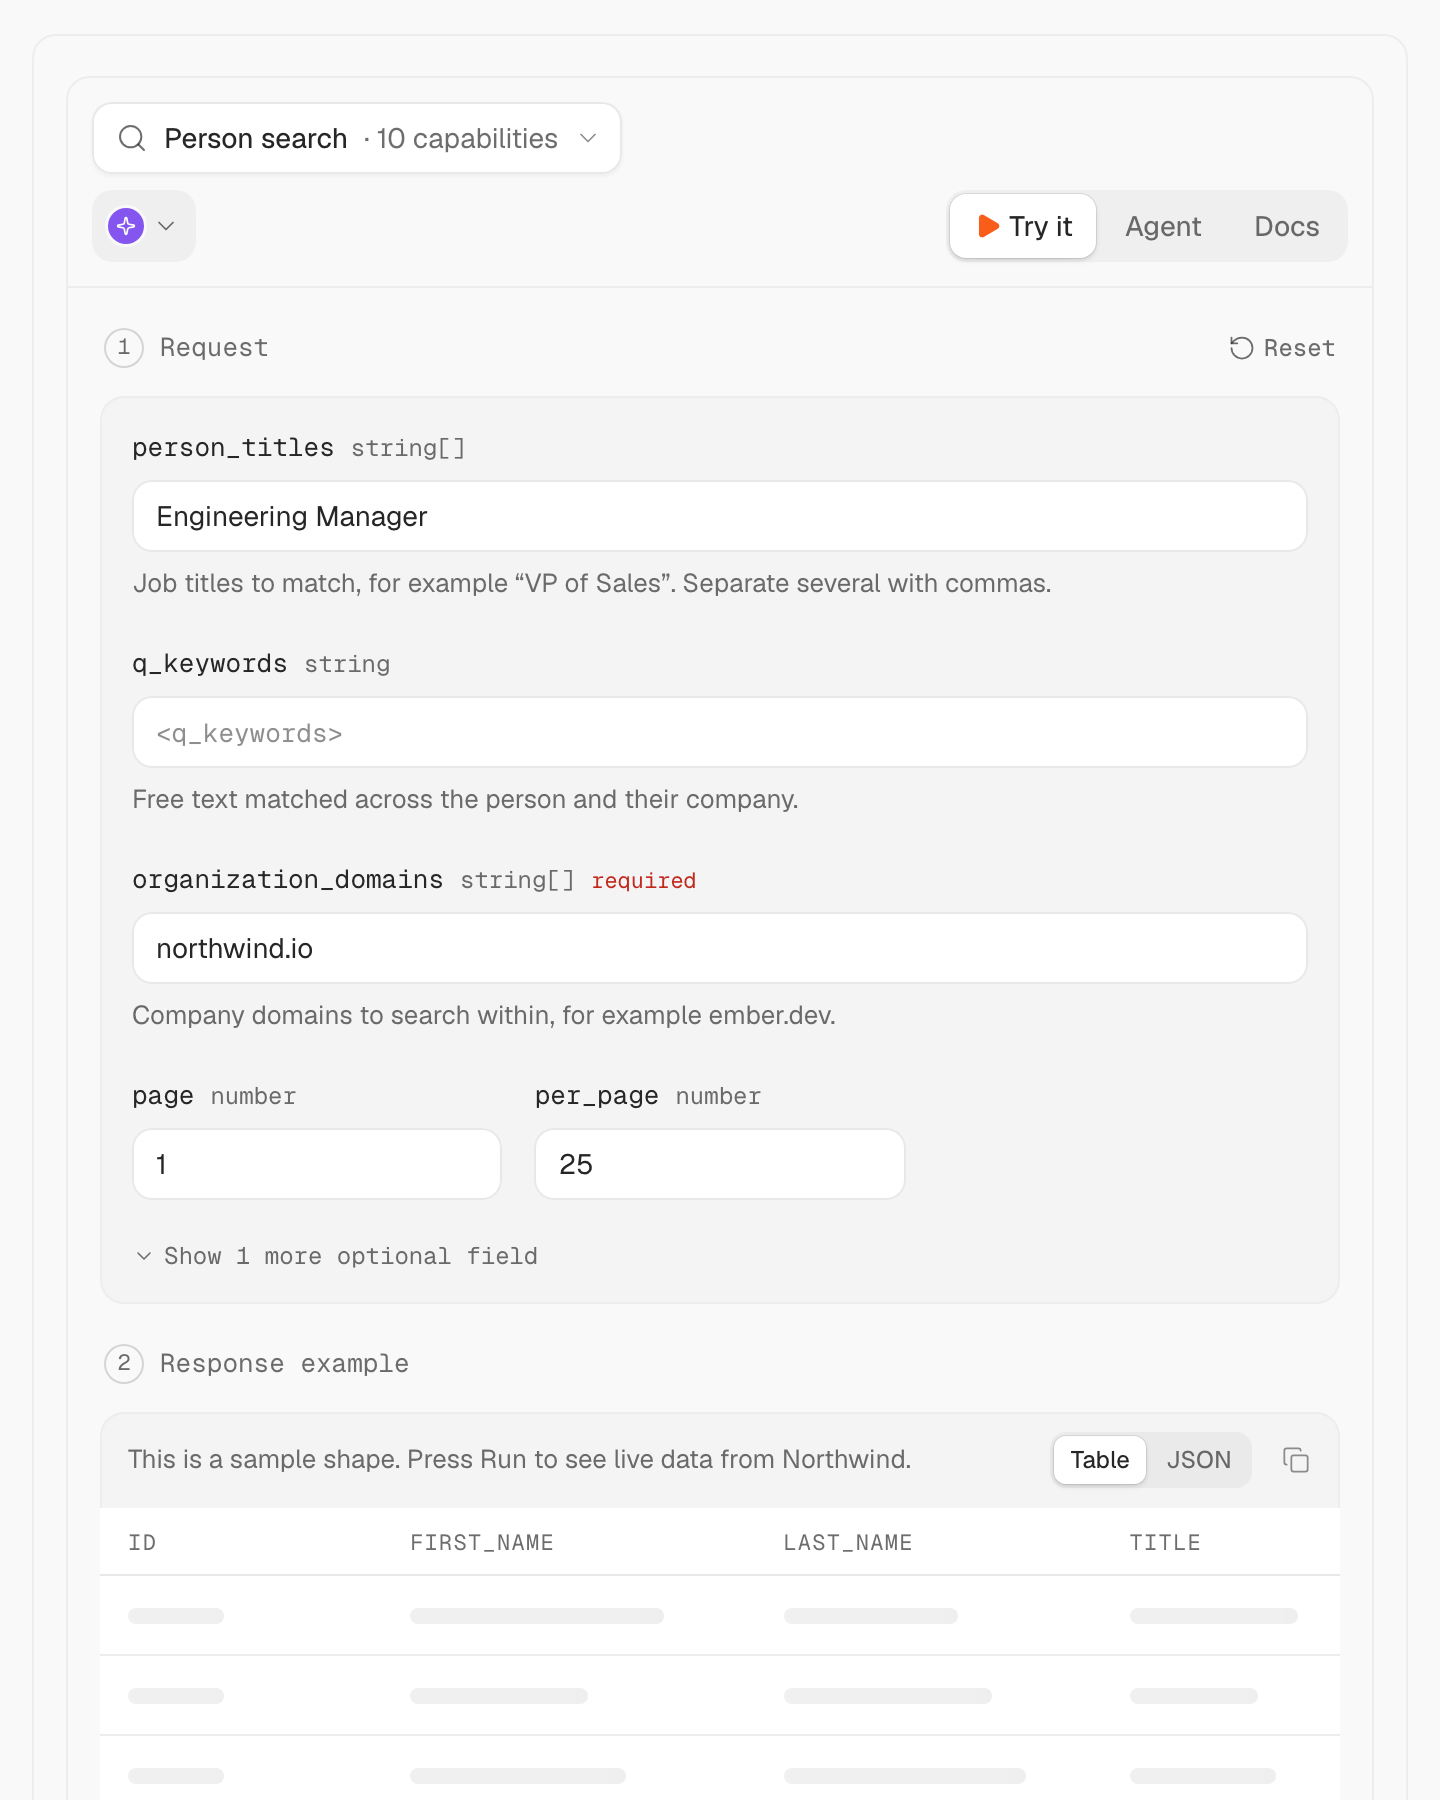 Person search · 10 capabilities
Try it Agent Docs
1 Request Reset
person_titles string[]
Engineering Manager
Job titles to match, for example “VP of Sales”. Separate several with commas.
q_keywords string
<q_keywords>
Free text matched across the person and their company.
organization_domains string[] required
northwind.io
Company domains to search within, for example ember.dev.
page number per_page number
1 25
Show 1 more optional field
2 Response example
This is a sample shape. Press Run to see live data from Northwind. Table JSON
ID FIRST_NAME LAST_NAME TITLE